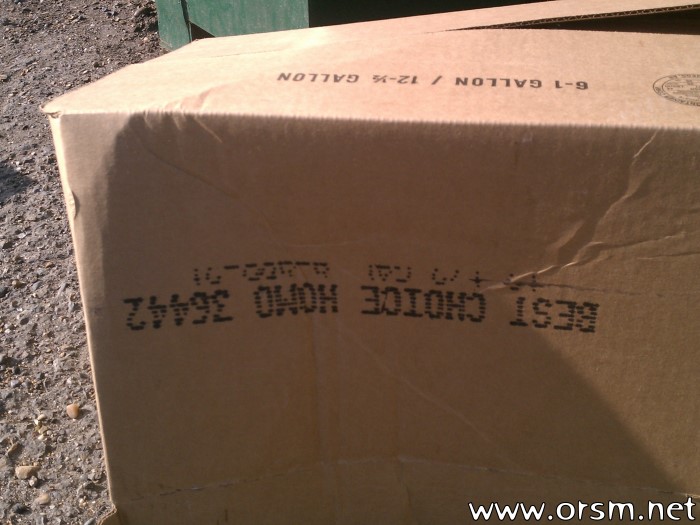 6-1 GALLON / 12-½ GALLON
BEST CHOICE HOMO 36442
www.orsm.net